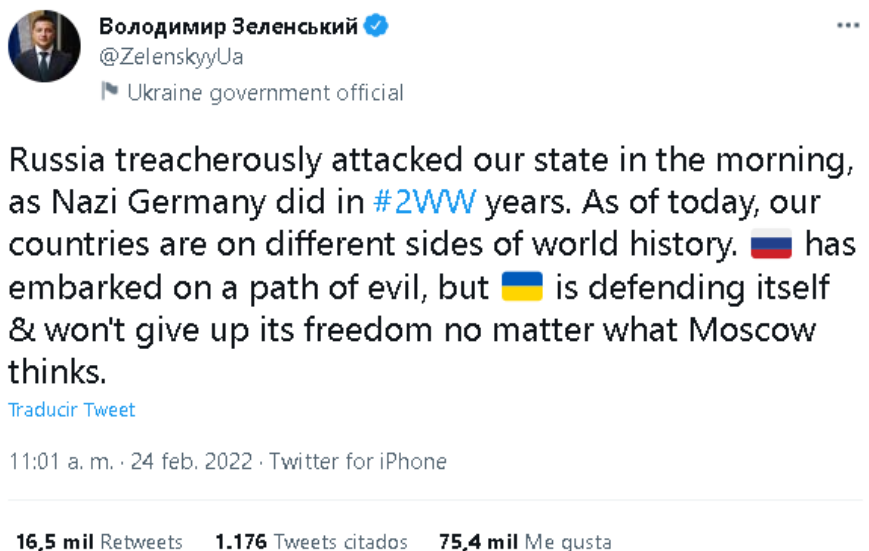 Володимир Зеленський
@ZelenskyyUa
Ukraine government official
Russia treacherously attacked our state in the morning,
as Nazi Germany did in #2WW years. As of today, our
countries are on different sides of world history. 🇷🇺 has
embarked on a path of evil, but 🇺🇦 is defending itself
& won't give up its freedom no matter what Moscow
thinks.
Traducir Tweet
11:01 a. m. · 24 feb. 2022 · Twitter for iPhone
16,5 mil Retweets 1.176 Tweets citados 75,4 mil Me gusta